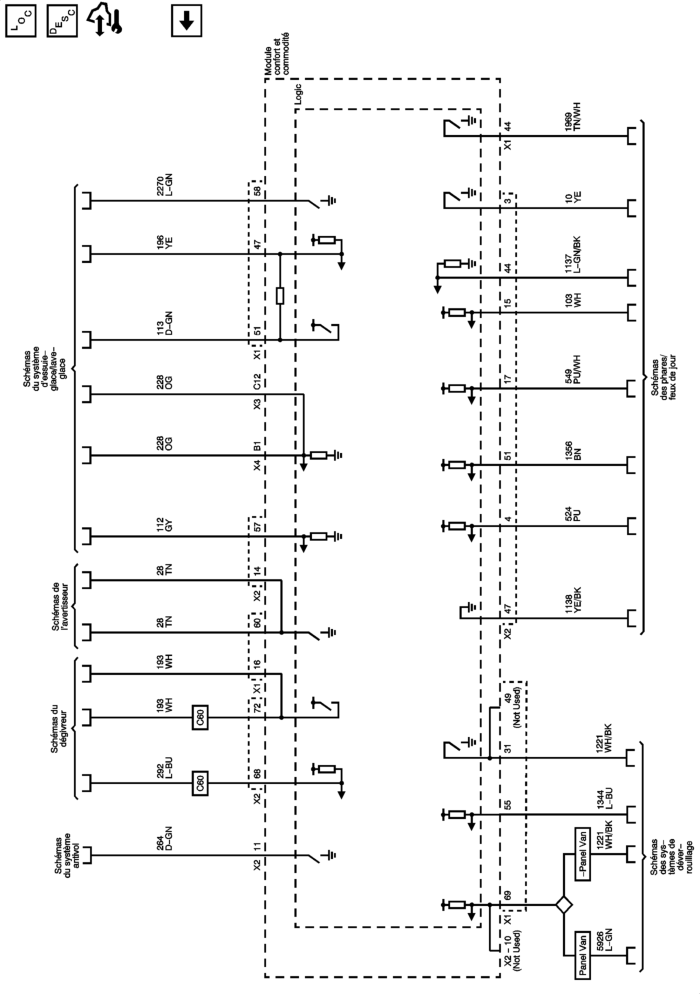 LOC
DESC
Module
confort et
commodité
Logic
Schémas
du système
antivol
264
D-GN
X2
11
Schémas du
dégivreur
292
L-BU
C60
X2
68
193
WH
C60
72
193
WH
X1
16
Schémas de
l'avertisseur
28
TN
60
28
TN
X2
14
Schémas
du système
d'essuie-
glace/lave-
glace
112
GY
57
228
OG
X4
B1
228
OG
X3
C12
113
D-GN
X1
51
196
YE
47
2270
L-GN
58
X2 - 10
(Not Used)
X1
69
Panel Van
5926
L-GN
-Panel Van
1221
WH/BK
55
1344
L-BU
31
1221
WH/BK
49
(Not Used)
Schémas
des sys-
tèmes de
déver-
rouillage
X2
47
1138
YE/BK
4
524
PU
51
1356
BN
17
549
PU/WH
15
103
WH
44
1137
L-GN/BK
3
10
YE
X1
44
1969
TN/WH
Schémas
des phares/
feux de jour